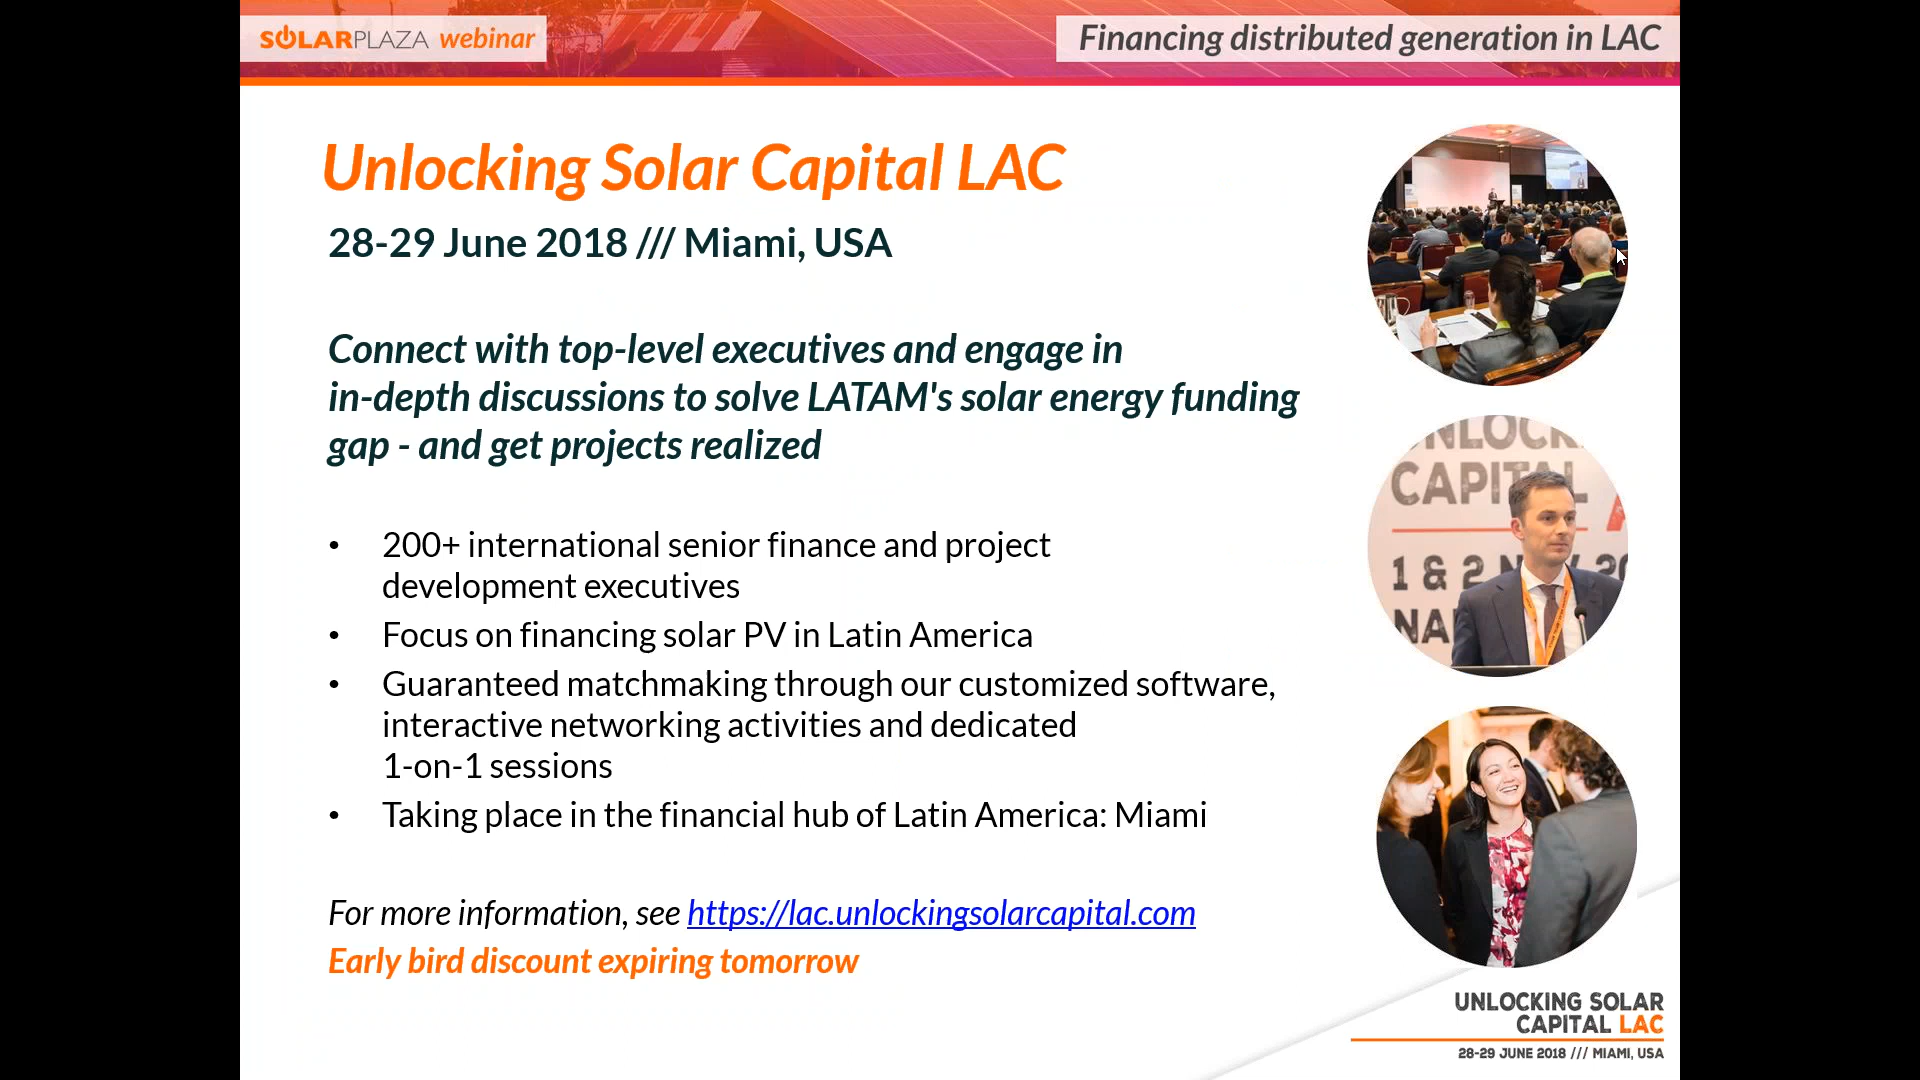 SOLARPLAZA webinar
Financing distributed generation in LAC
Unlocking Solar Capital LAC
28-29 June 2018 /// Miami, USA
Connect with top-level executives and engage in
in-depth discussions to solve LATAM's solar energy funding
gap - and get projects realized
• 200+ international senior finance and project
development executives
• Focus on financing solar PV in Latin America
• Guaranteed matchmaking through our customized software,
interactive networking activities and dedicated
1-on-1 sessions
• Taking place in the financial hub of Latin America: Miami
For more information, see https://lac.unlockingsolarcapital.com
Early bird discount expiring tomorrow
CAPITAL
1 & 2
UNLOCKING SOLAR
CAPITAL LAC
28-29 JUNE 2018 /// MIAMI, USA